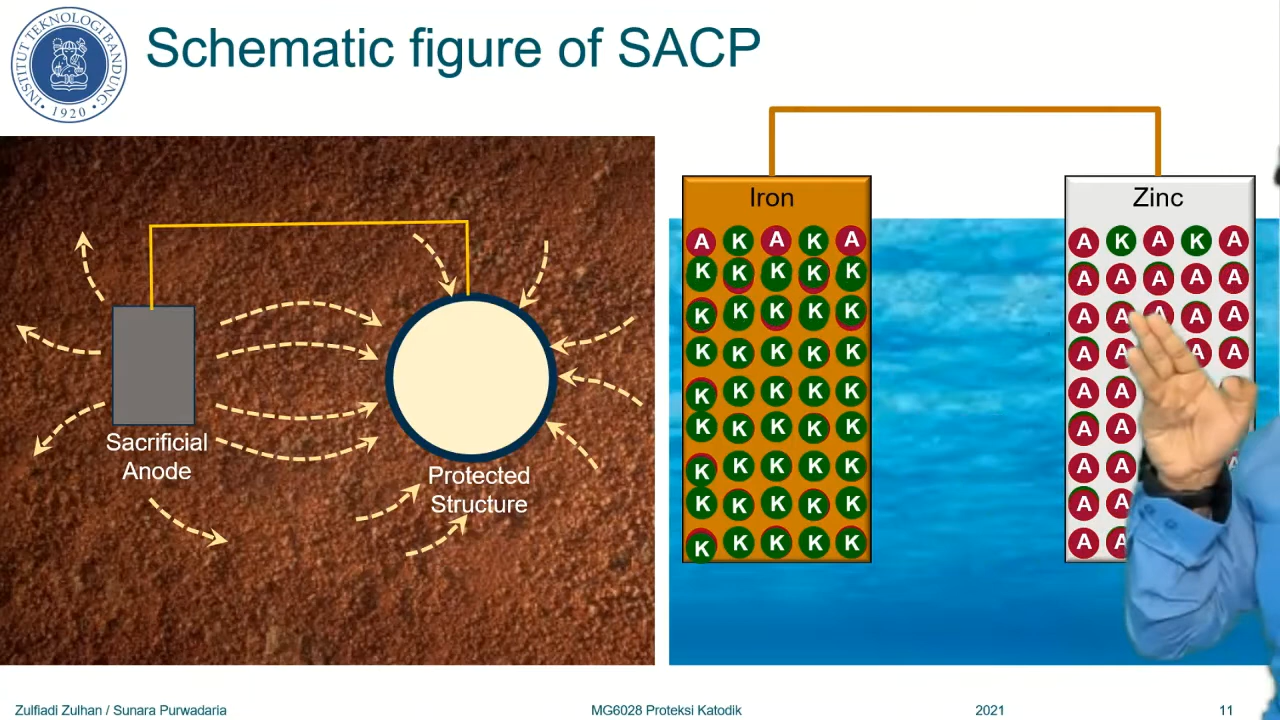 INSTITUT TEKNOLOGI BANDUNG
• 1920 •
Schematic figure of SACP
Sacrificial
Anode
Protected
Structure
Iron
A K A K A
K K K K K
K K K K K
K K K K K
K K K K K
K K K K K
K K K K K
K K K K K
K K K K K
Zinc
A K A K A
A A A A A
A A A A A
A A A A
A A
A A
A A A
A A
A A
Zulfiadi Zulhan / Sunara Purwadaria
MG6028 Proteksi Katodik
2021
11